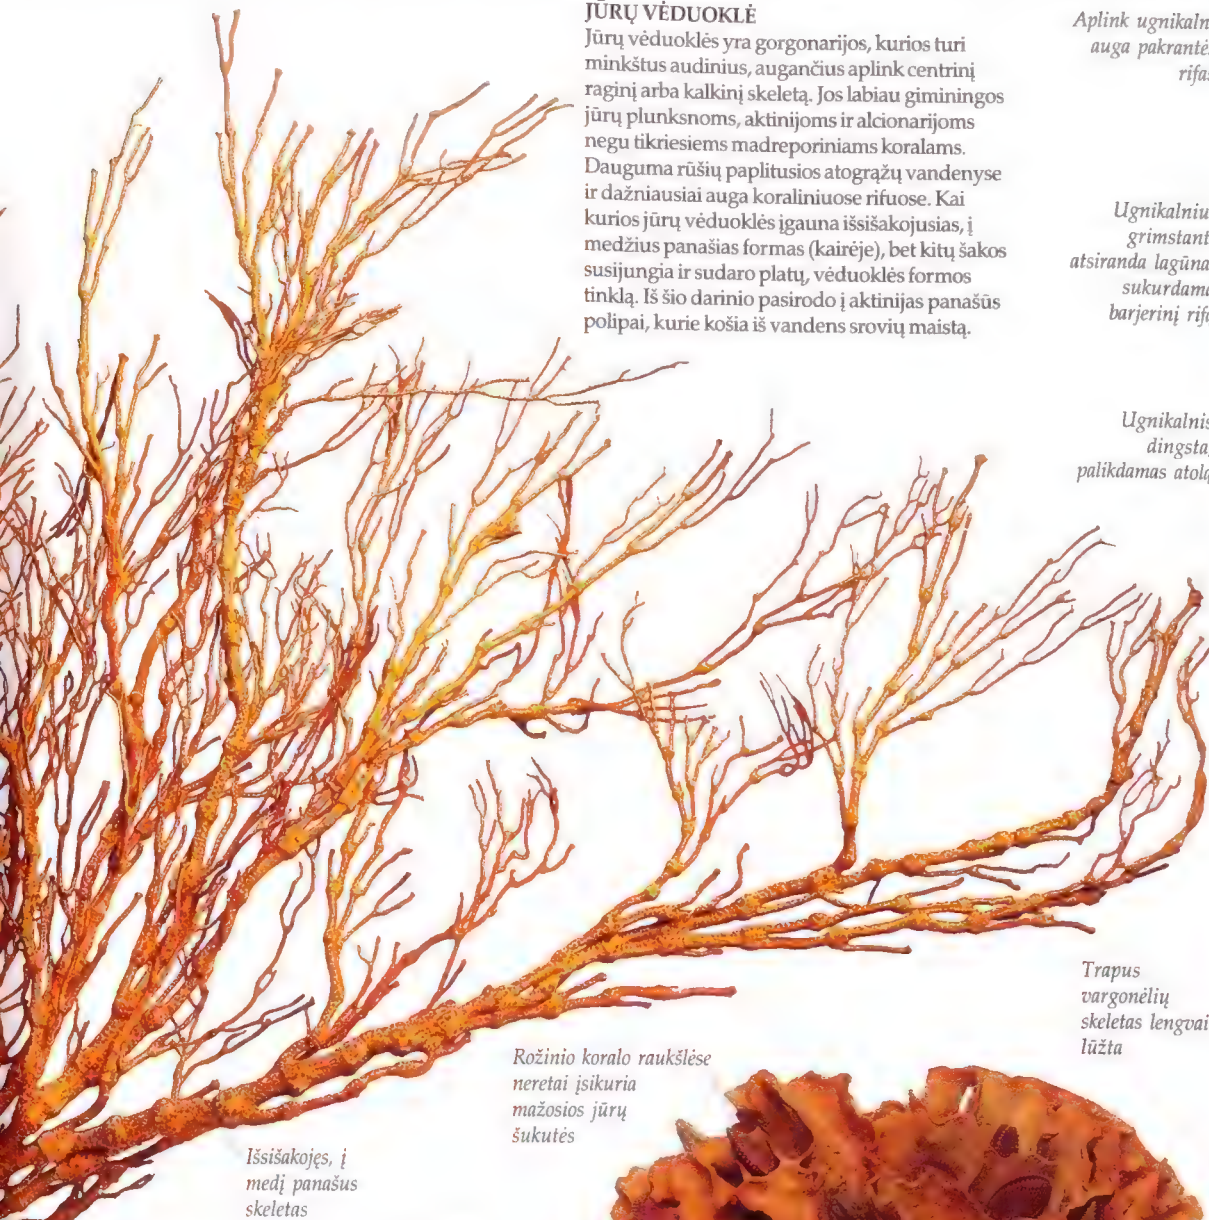 JŪRŲ VĖDUOKLĖ
Jūrų vėduoklės yra gorgonarijos, kurios turi
minkštus audinius, augančius aplink centrinį
raginį arba kalkinį skeletą. Jos labiau giminingos
jūrų plunksnoms, aktinijoms ir alcionarijoms
negu tikriesiems madreporiniams koralams.
Dauguma rūšių paplitusios atogrąžų vandenyse
ir dažniausiai auga koraliniuose rifuose. Kai
kurios jūrų vėduoklės įgauna išsišakojusias, į
medžius panašias formas (kairėje), bet kitų šakos
susijungia ir sudaro platų, vėduoklės formos
tinklą. Iš šio darinio pasirodo į aktinijas panašūs
polipai, kurie košia iš vandens srovių maistą.
Aplink ugnikaln
auga pakrantė
rifa
Ugnikalniu
grimstant
atsiranda lagūna
sukurdama
barjerinį rif
Ugnikalnis
dingsta,
palikdamas atolą
Trapus
vargonėlių
skeletas lengvai
lūžta
Rožinio koralo raukšlėse
neretai įsikuria
mažosios jūrų
šukutės
Išsišakojęs, į
medį panašus
skeletas